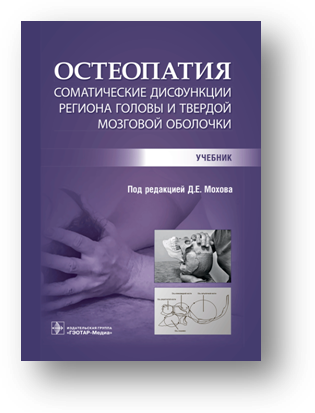 ОСТЕОПАТИЯ
СОМАТИЧЕСКИЕ ДИСФУНКЦИИ
РЕГИОНА ГОЛОВЫ И ТВЕРДОЙ
МОЗГОВОЙ ОБОЛОЧКИ
УЧЕБНИК
Под редакцией Д.Е. Мохова
ИЗДАТЕЛЬСКАЯ ГРУППА
«ГЭОТАР-Медиа»